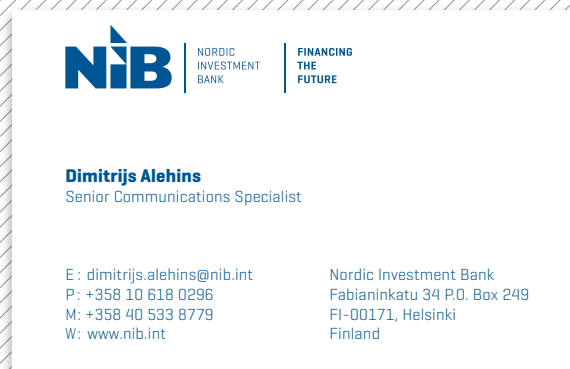 NIB
NORDIC
INVESTMENT
BANK
FINANCING
THE
FUTURE
Dimitrijs Alehins
Senior Communications Specialist
E: dimitrijs.alehins@nib.int
P: +358 10 618 0296
M: +358 40 533 8779
W: www.nib.int
Nordic Investment Bank
Fabianinkatu 34 P.O. Box 249
FI-00171, Helsinki
Finland